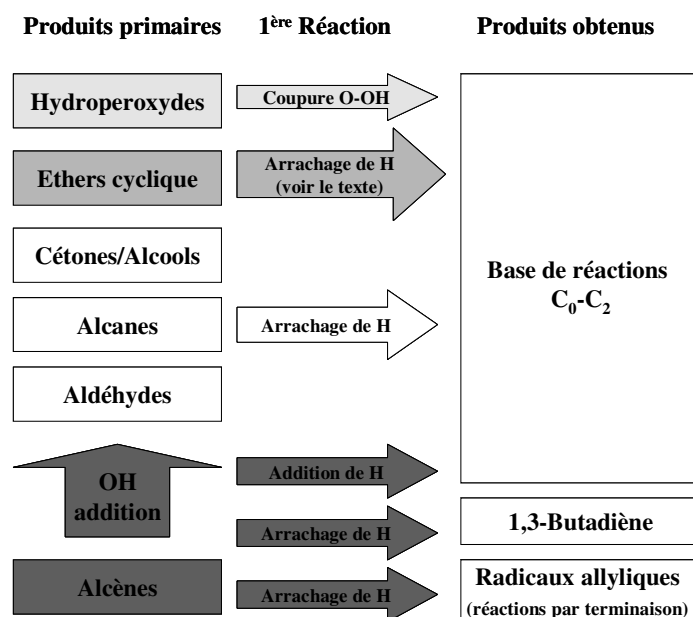 Produits primaires
1ère Réaction
Produits obtenus
Hydroperoxydes
Coupure O-OH
Ethers cyclique
Arrachage de H
(voir le texte)
Cétones/Alcools
Alcanes
Arrachage de H
Aldéhydes
Base de réactions
C0-C2
OH
addition
Addition de H
Arrachage de H
1,3-Butadiène
Alcènes
Arrachage de H
Radicaux allyliques
(réactions par terminaison)